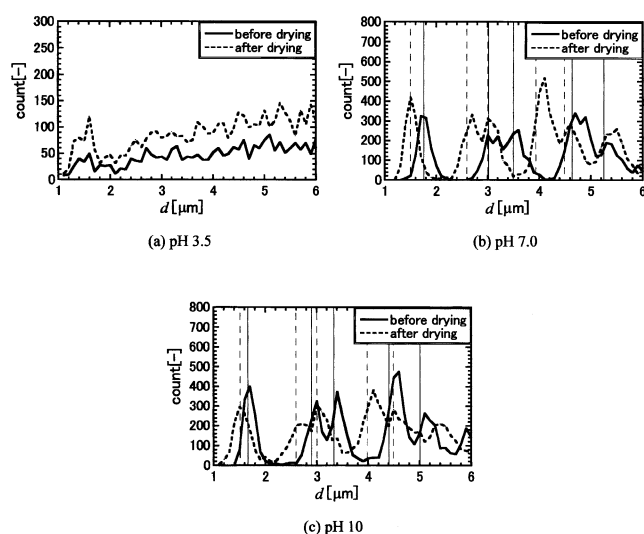 300
250
200
150
100
50
0
count[-]
before drying
after drying
1 2 3 4 5 6
d[μm]
(a) pH 3.5
800
700
600
500
400
300
200
100
0
count[-]
before drying
after drying
1 2 3 4 5 6
d[μm]
(b) pH 7.0
800
700
600
500
400
300
200
100
0
count[-]
before drying
after drying
1 2 3 4 5 6
d[μm]
(c) pH 10